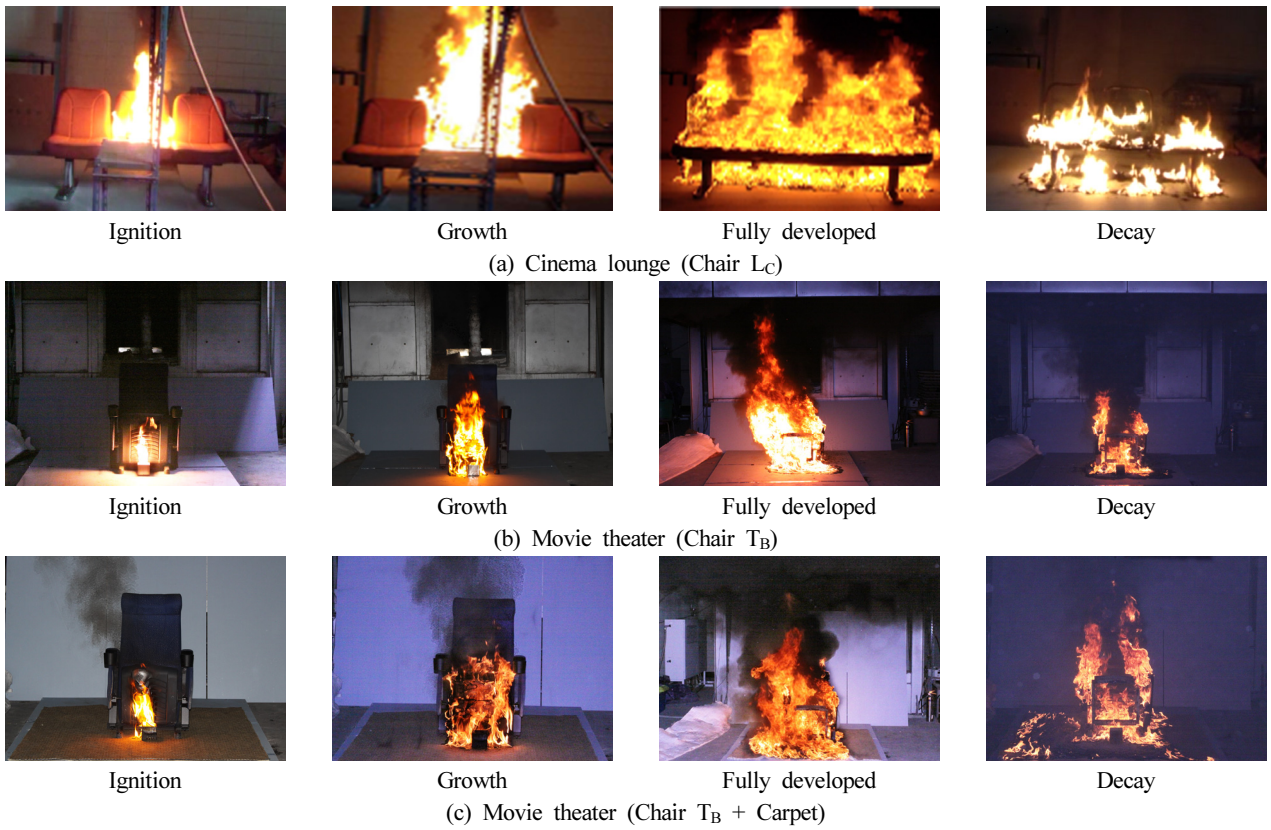 Ignition Growth Fully developed Decay
(a) Cinema lounge (Chair LC)
Ignition Growth Fully developed Decay
(b) Movie theater (Chair TB)
Ignition Growth Fully developed Decay
(c) Movie theater (Chair TB + Carpet)